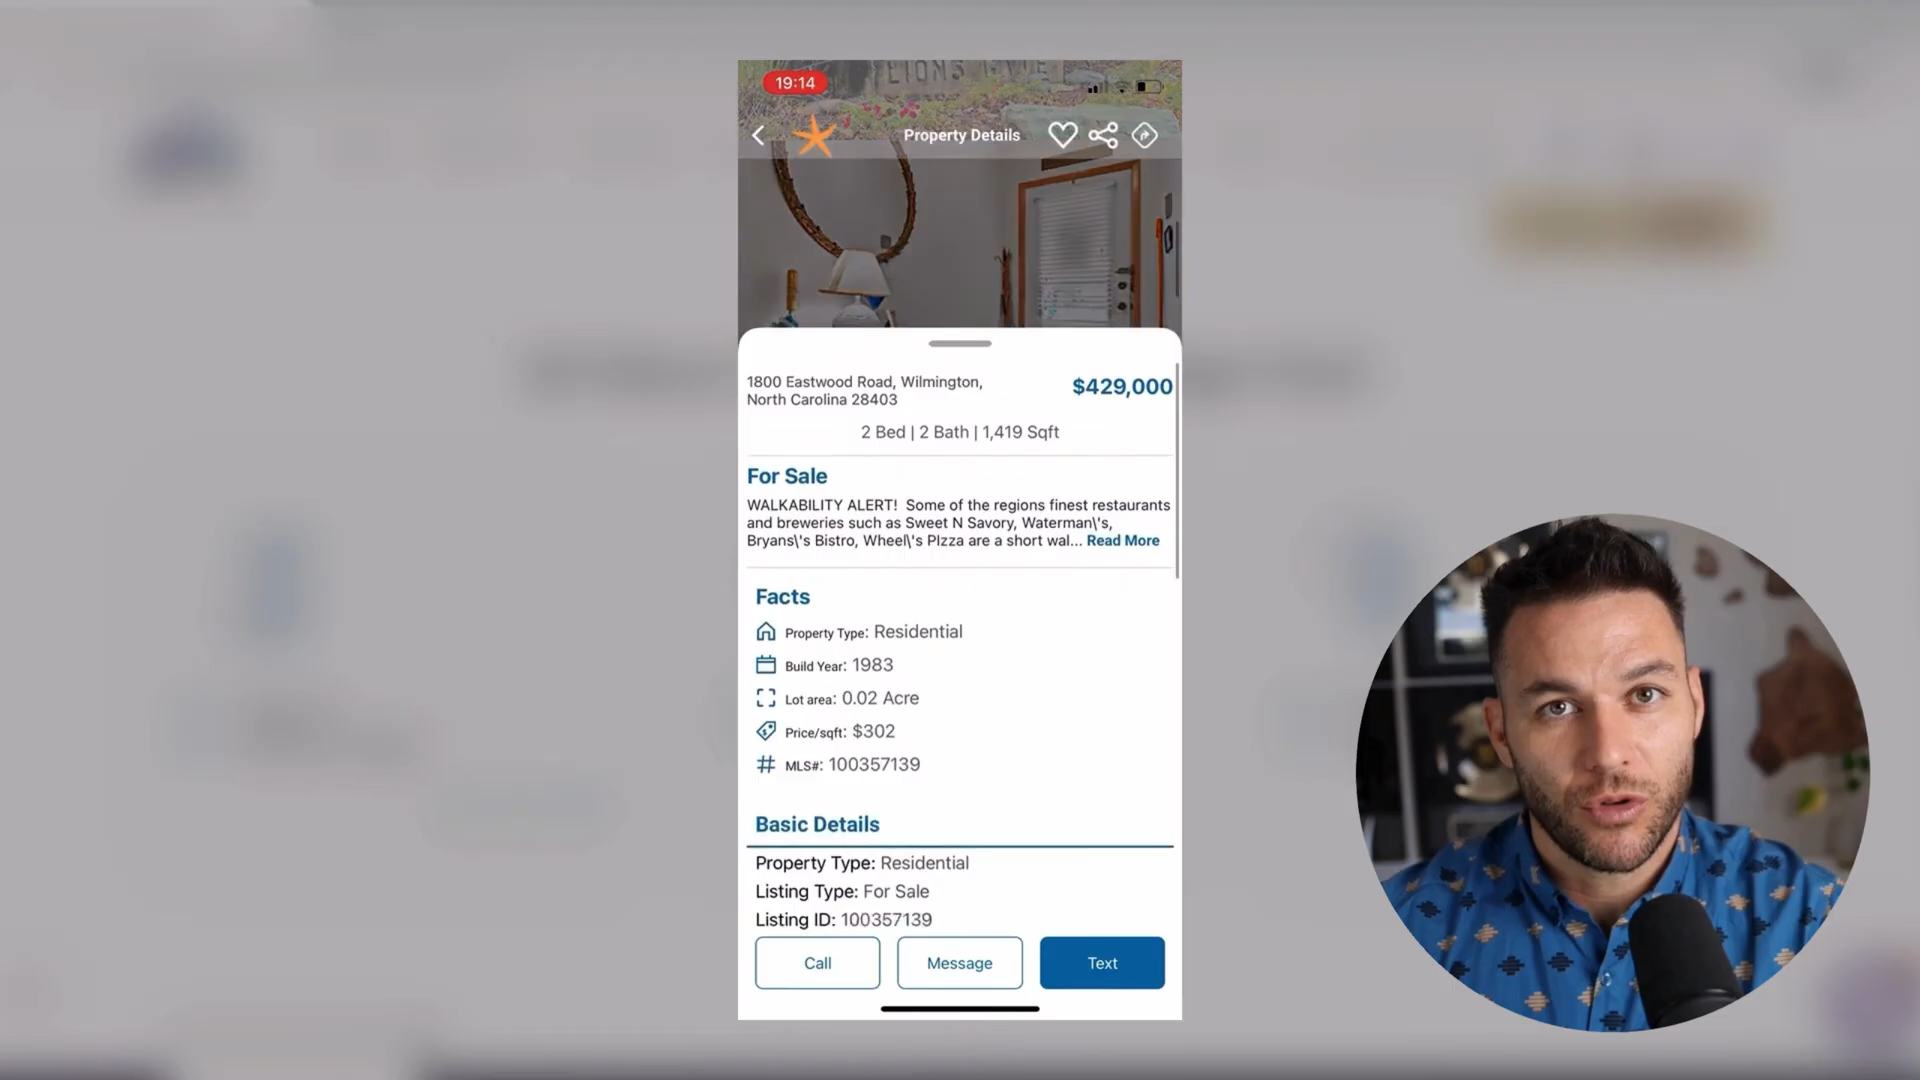 LIONS GATE
19:14
Property Details
1800 Eastwood Road, Wilmington,
North Carolina 28403
$429,000
2 Bed | 2 Bath | 1,419 Sqft
For Sale
WALKABILITY ALERT!  Some of the regions finest restaurants
and breweries such as Sweet N Savory, Waterman\'s,
Bryans\'s Bistro, Wheel\'s PIzza are a short wal... Read More
Facts
Property Type: Residential
Build Year: 1983
Lot area: 0.02 Acre
Price/sqft: $302
MLS#: 100357139
Basic Details
Property Type: Residential
Listing Type: For Sale
Listing ID: 100357139
Call
Message
Text